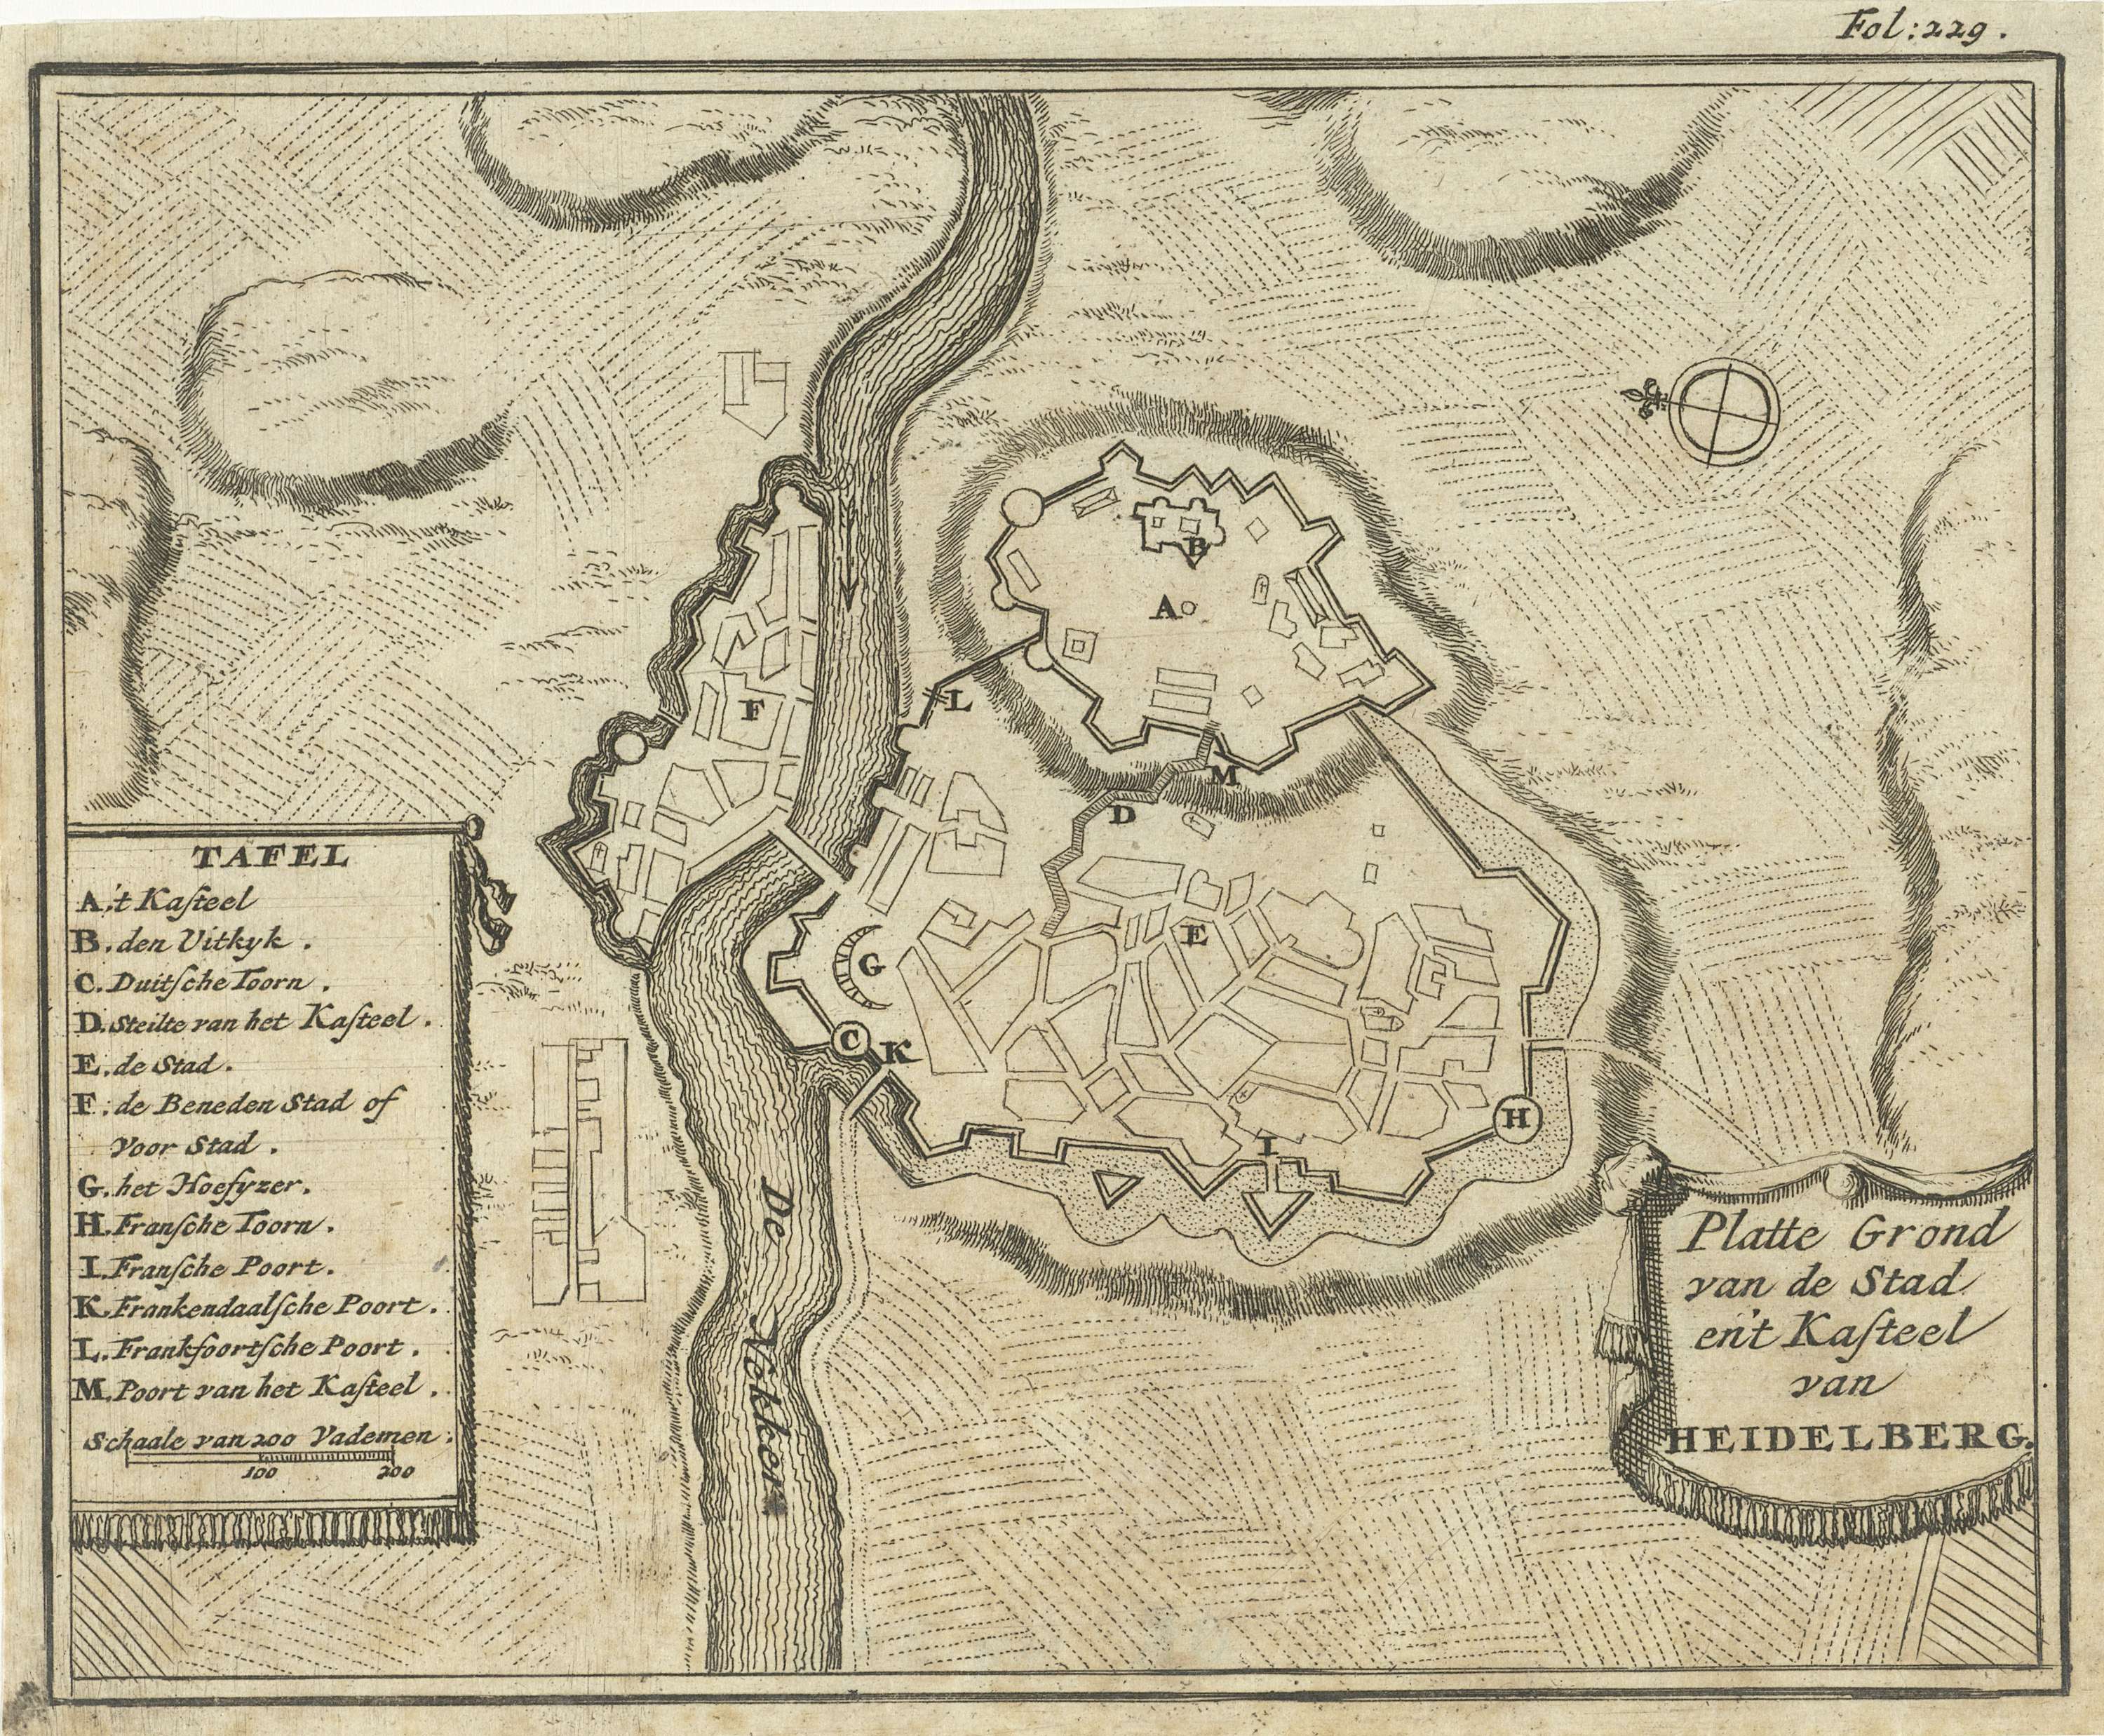 Fol: 229.
TAFEL
A. 't Kaſteel
B. den Uitkyk.
C. Duitſche Toorn.
D. Steilte van het Kaſteel.
E. de Stad.
F. de Beneden Stad of
Voor Stad.
G. het Hoefyzer.
H. Franſche Toorn.
I. Franſche Poort.
K. Frankendaalſche Poort.
L. Frankfoortſche Poort.
M. Poort van het Kaſteel.
Schaale van 200 Vademen.
100 200
B
A
L
F
M
D
E
G
C
K
H
I
De Nekker
Platte Grond
van de Stad
en't Kaſteel
van
HEIDELBERG.